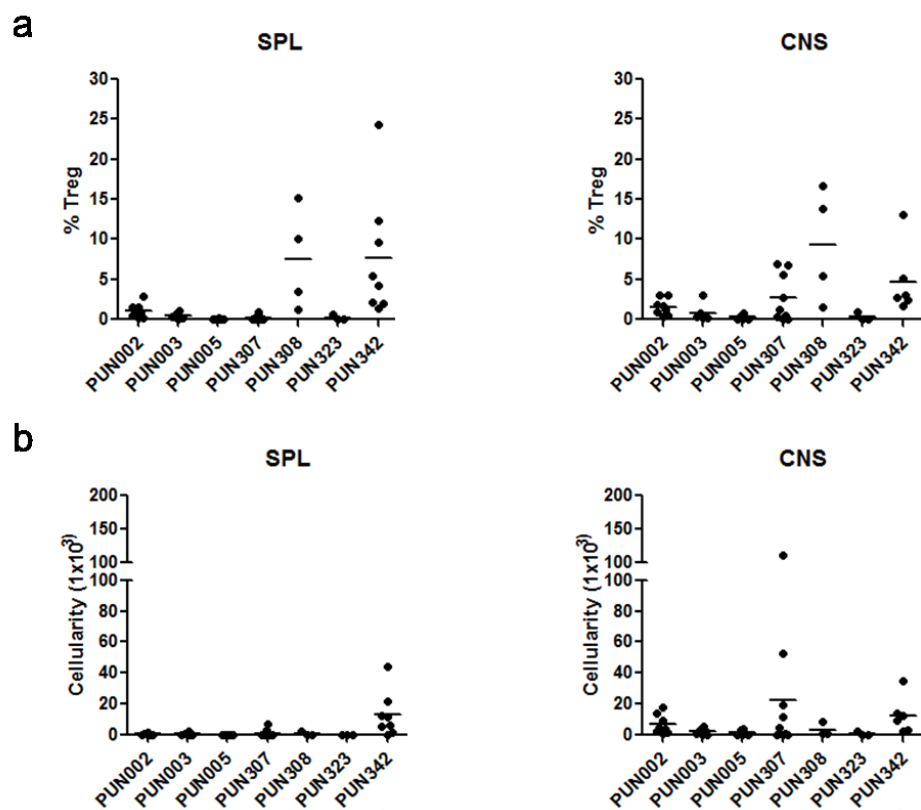 a
SPL
CNS
% Treg
30
25
20
15
10
5
0
PUN002
PUN003
PUN005
PUN307
PUN308
PUN323
PUN342
% Treg
30
25
20
15
10
5
0
PUN002
PUN003
PUN005
PUN307
PUN308
PUN323
PUN342
b
SPL
CNS
Cellularity (1x10³)
200
150
100
100
80
60
40
20
0
PUN002
PUN003
PUN005
PUN307
PUN308
PUN323
PUN342
Cellularity (1x10³)
200
150
100
100
80
60
40
20
0
PUN002
PUN003
PUN005
PUN307
PUN308
PUN323
PUN342